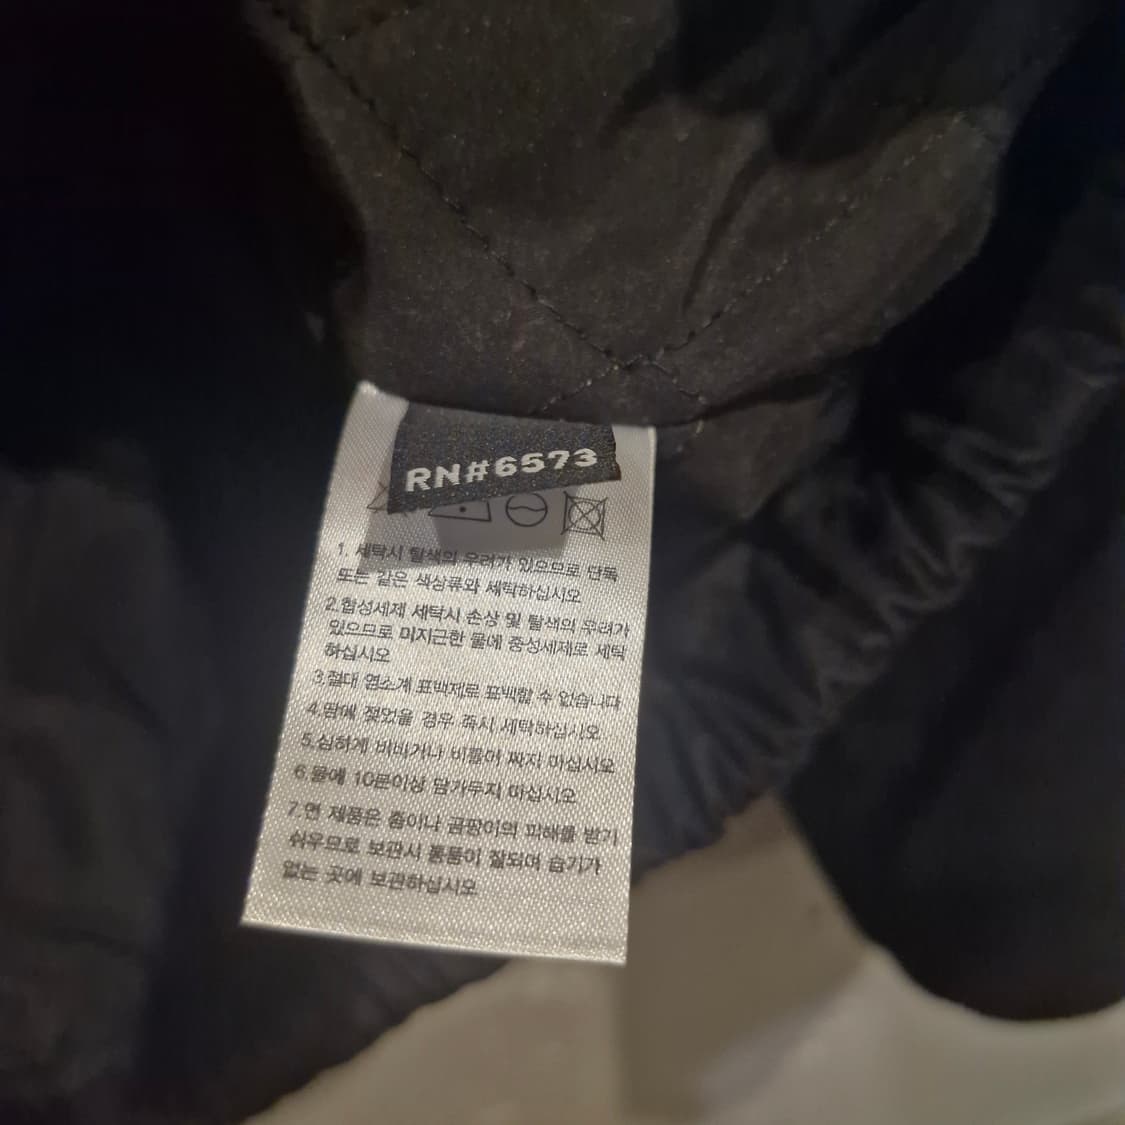 RN#6573
1. 세탁시 탈색의 우려가 있으므로 단독
또는 같은 색상류와 세탁하십시오
2.합성세제 세탁시 손상 및 탈색의 우려가
있으므로 미지근한 물에 중성세제로 세탁
하십시오
3.절대 염소계 표백제로 표백할 수 없습니다
4.땀에 젖었을 경우 즉시 세탁하십시오
5.심하게 비비거나 비틀어 짜지 마십시오
6.물에 10분이상 담가두지 마십시오
7.면 제품은 좀이나 곰팡이의 피해를 받기
쉬우므로 보관시 통풍이 잘되며 습기가
없는 곳에 보관하십시오